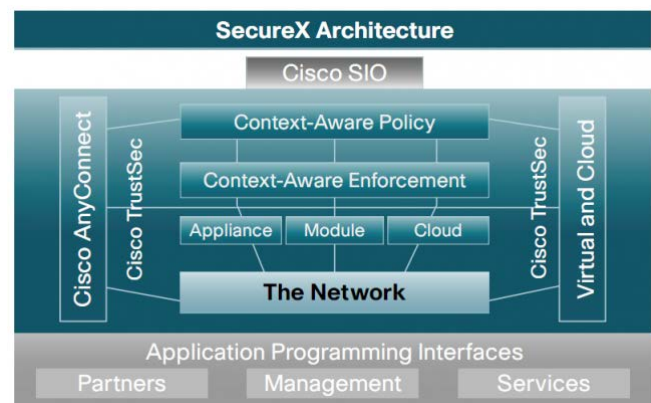 SecureX Architecture
Cisco SIO
Cisco AnyConnect
Cisco TrustSec
Context-Aware Policy
Context-Aware Enforcement
Appliance
Module
Cloud
The Network
Cisco TrustSec
Virtual and Cloud
Application Programming Interfaces
Partners
Management
Services